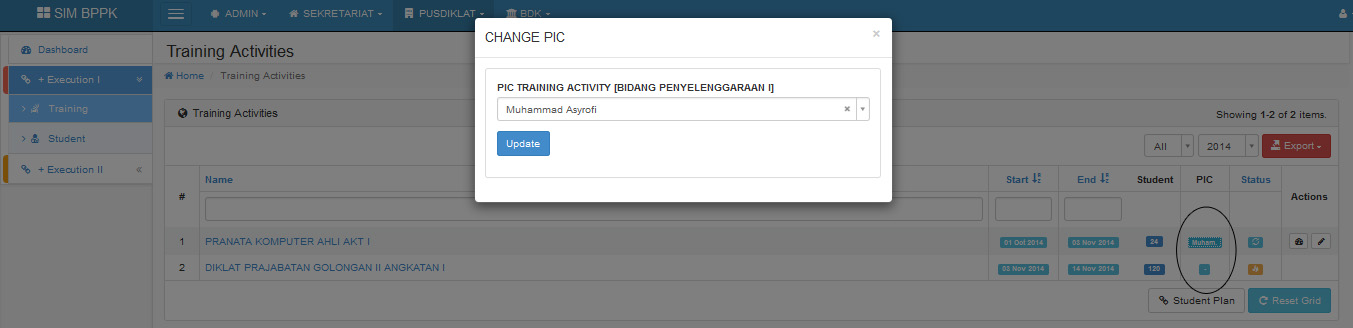 SIM BPPK
ADMIN
SEKRETARIAT
PUSDIKLAT
BDK
CHANGE PIC
×
Dashboard
Training Activities
+ Execution I
Home / Training Activities
PIC TRAINING ACTIVITY [BIDANG PENYELENGGARAAN I]
Muhammad Asyrofi ×
Training
Training Activities
Showing 1-2 of 2 items.
Student
Update
All 2014 Export
+ Execution II
# Name Start End Student PIC Status Actions
1 PRANATA KOMPUTER AHLI AKT I 01 Oct 2014 03 Nov 2014 24 Muham.
2 DIKLAT PRAJABATAN GOLONGAN II ANGKATAN I 03 Nov 2014 14 Nov 2014 120 -
Student Plan Reset Grid